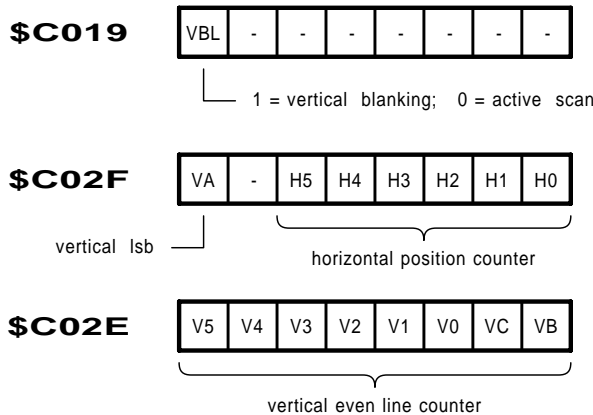 $C019 VBL - - - - - - -
1 = vertical blanking; 0 = active scan
$C02F VA - H5 H4 H3 H2 H1 H0
vertical lsb
horizontal position counter
$C02E V5 V4 V3 V2 V1 V0 VC VB
vertical even line counter